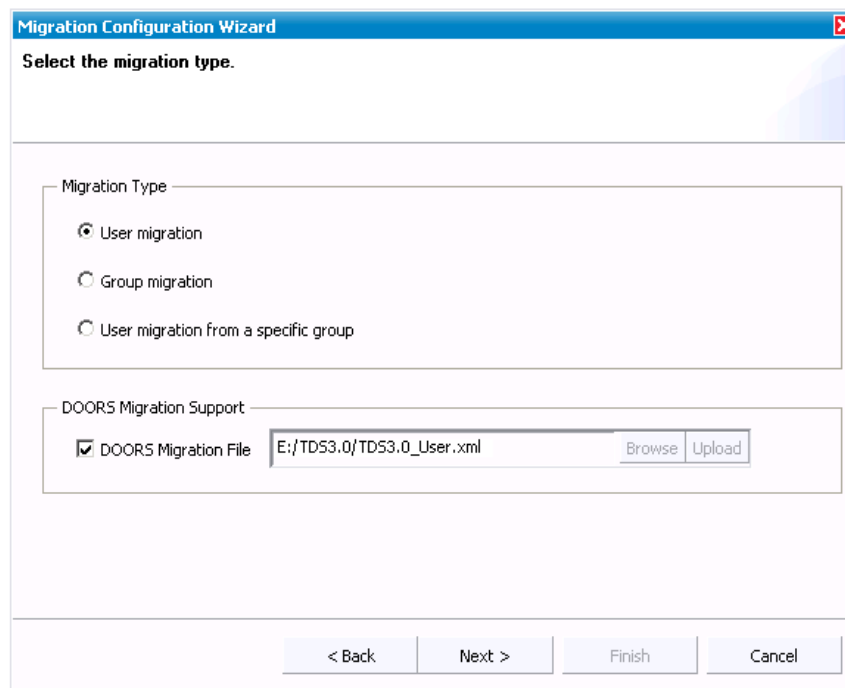 Migration Configuration Wizard
Select the migration type.
Migration Type
User migration
Group migration
User migration from a specific group
DOORS Migration Support
DOORS Migration File E:/TDS3.0/TDS3.0_User.xml Browse Upload
< Back Next > Finish Cancel